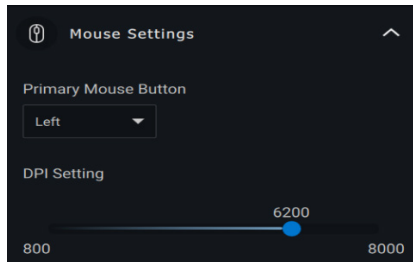 Mouse Settings
Primary Mouse Button
Left
DPI Setting
6200
800 8000